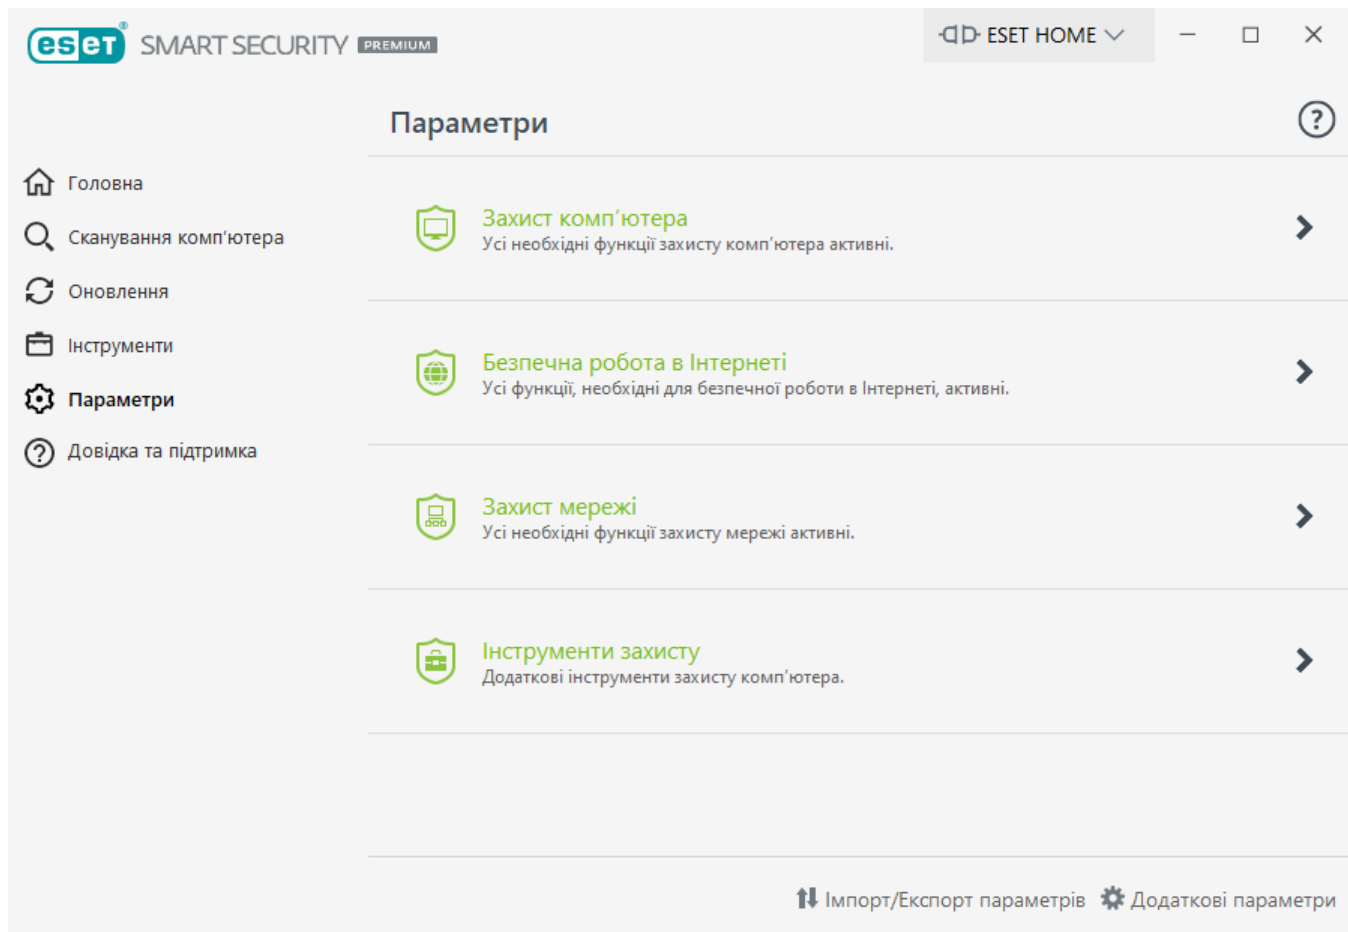 eset® SMART SECURITY PREMIUM
ESET HOME
Параметри
Головна
Сканування комп'ютера
Оновлення
Інструменти
Параметри
Довідка та підтримка
Захист комп'ютера
Усі необхідні функції захисту комп'ютера активні.
Безпечна робота в Інтернеті
Усі функції, необхідні для безпечної роботи в Інтернеті, активні.
Захист мережі
Усі необхідні функції захисту мережі активні.
Інструменти захисту
Додаткові інструменти захисту комп'ютера.
Імпорт/Експорт параметрів Додаткові параметри